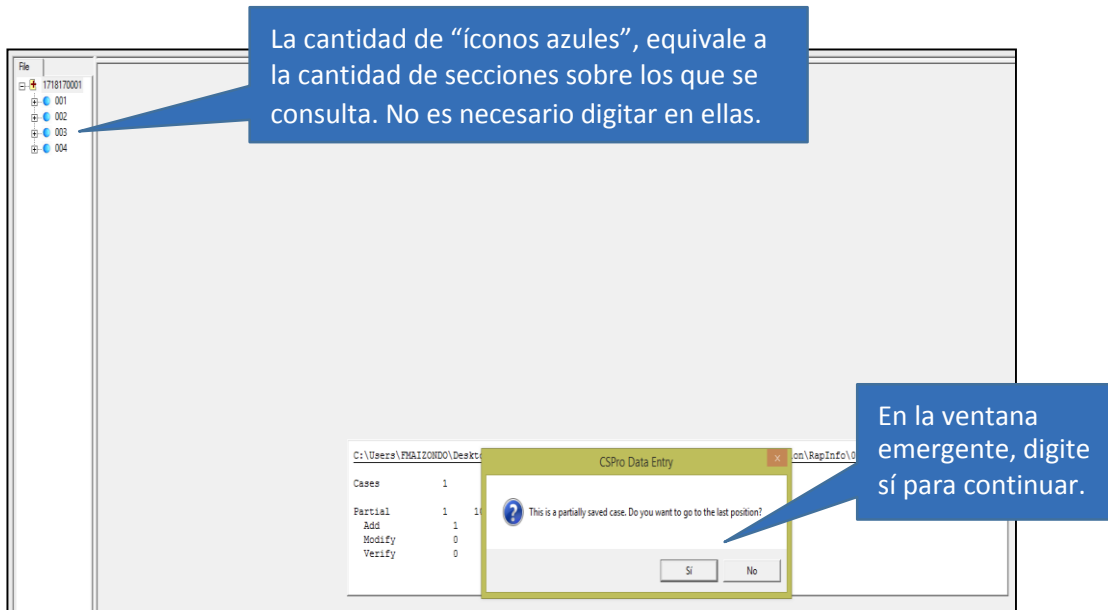 La cantidad de “íconos azules”, equivale a
la cantidad de secciones sobre los que se
consulta. No es necesario digitar en ellas.
File
1718170001
001
002
003
004
En la ventana
emergente, digite
sí para continuar.
C:\Users\FMAIZONDO\Deskt
on\RapInfo\0
CSPro Data Entry
Cases 1
This is a partially saved case. Do you want to go to the last position?
Partial 1
Add 1
Modify 0
Verify 0
Sí No